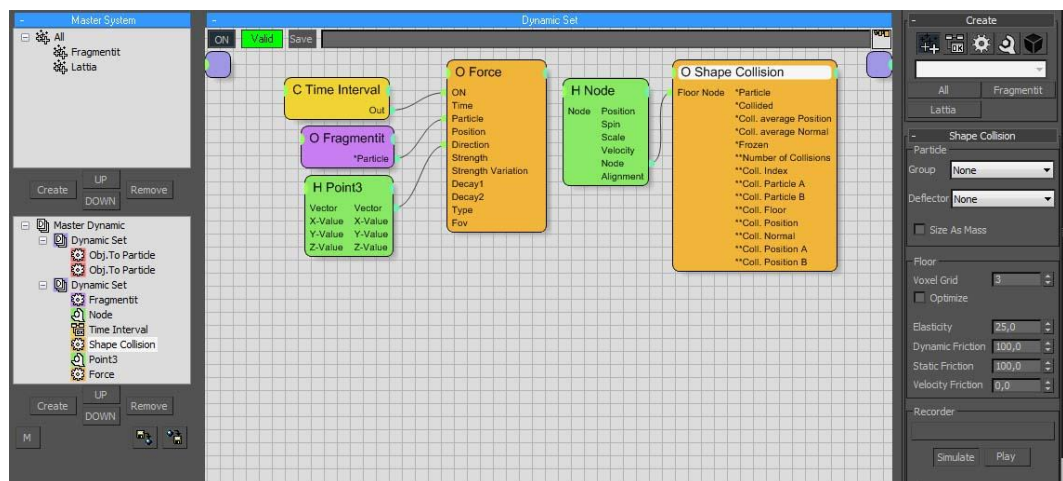 Master System
All
Fragmentit
Lattia
Create
UP
DOWN
Remove
Master Dynamic
Dynamic Set
Obj.To Particle
Obj.To Particle
Dynamic Set
Fragmentit
Node
Time Interval
Shape Collision
Point3
Force
Create
UP
DOWN
Remove
M
Dynamic Set
ON Valid Save
C Time Interval
Out
O Fragmentit
*Particle
H Point3
Vector Vector
X-Value X-Value
Y-Value Y-Value
Z-Value Z-Value
O Force
ON
Time
Particle
Position
Direction
Strength
Strength Variation
Decay1
Decay2
Type
Fov
H Node
Node Position
Spin
Scale
Velocity
Node
Alignment
O Shape Collision
Floor Node *Particle
*Collided
*Coll. average Position
*Coll. average Normal
*Frozen
**Number of Collisions
**Coll. Index
**Coll. Particle A
**Coll. Particle B
**Coll. Floor
**Coll. Position
**Coll. Normal
**Coll. Position A
**Coll. Position B
Create
All Fragmentit
Lattia
Shape Collision
Particle
Group None
Deflector None
Size As Mass
Floor
Voxel Grid 3
Optimize
Elasticity 25,0
Dynamic Friction 100,0
Static Friction 100,0
Velocity Friction 0,0
Recorder
Simulate Play